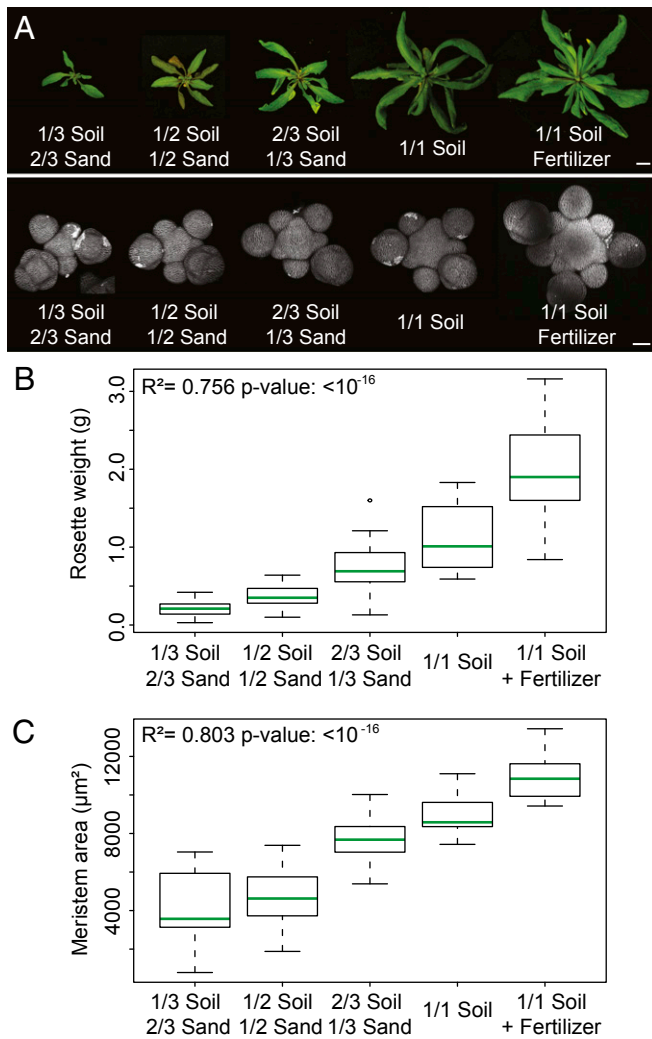 A
1/3 Soil
2/3 Sand
1/2 Soil
1/2 Sand
2/3 Soil
1/3 Sand
1/1 Soil
1/1 Soil
Fertilizer
1/3 Soil
2/3 Sand
1/2 Soil
1/2 Sand
2/3 Soil
1/3 Sand
1/1 Soil
1/1 Soil
Fertilizer
B
R²= 0.756 p-value: <10⁻¹⁶
Rosette weight (g)
3.0
2.0
1.0
0.0
1/3 Soil
2/3 Sand
1/2 Soil
1/2 Sand
2/3 Soil
1/3 Sand
1/1 Soil
1/1 Soil
+ Fertilizer
C
R²= 0.803 p-value: <10⁻¹⁶
Meristem area (µm²)
12000
8000
4000
1/3 Soil
2/3 Sand
1/2 Soil
1/2 Sand
2/3 Soil
1/3 Sand
1/1 Soil
1/1 Soil
+ Fertilizer